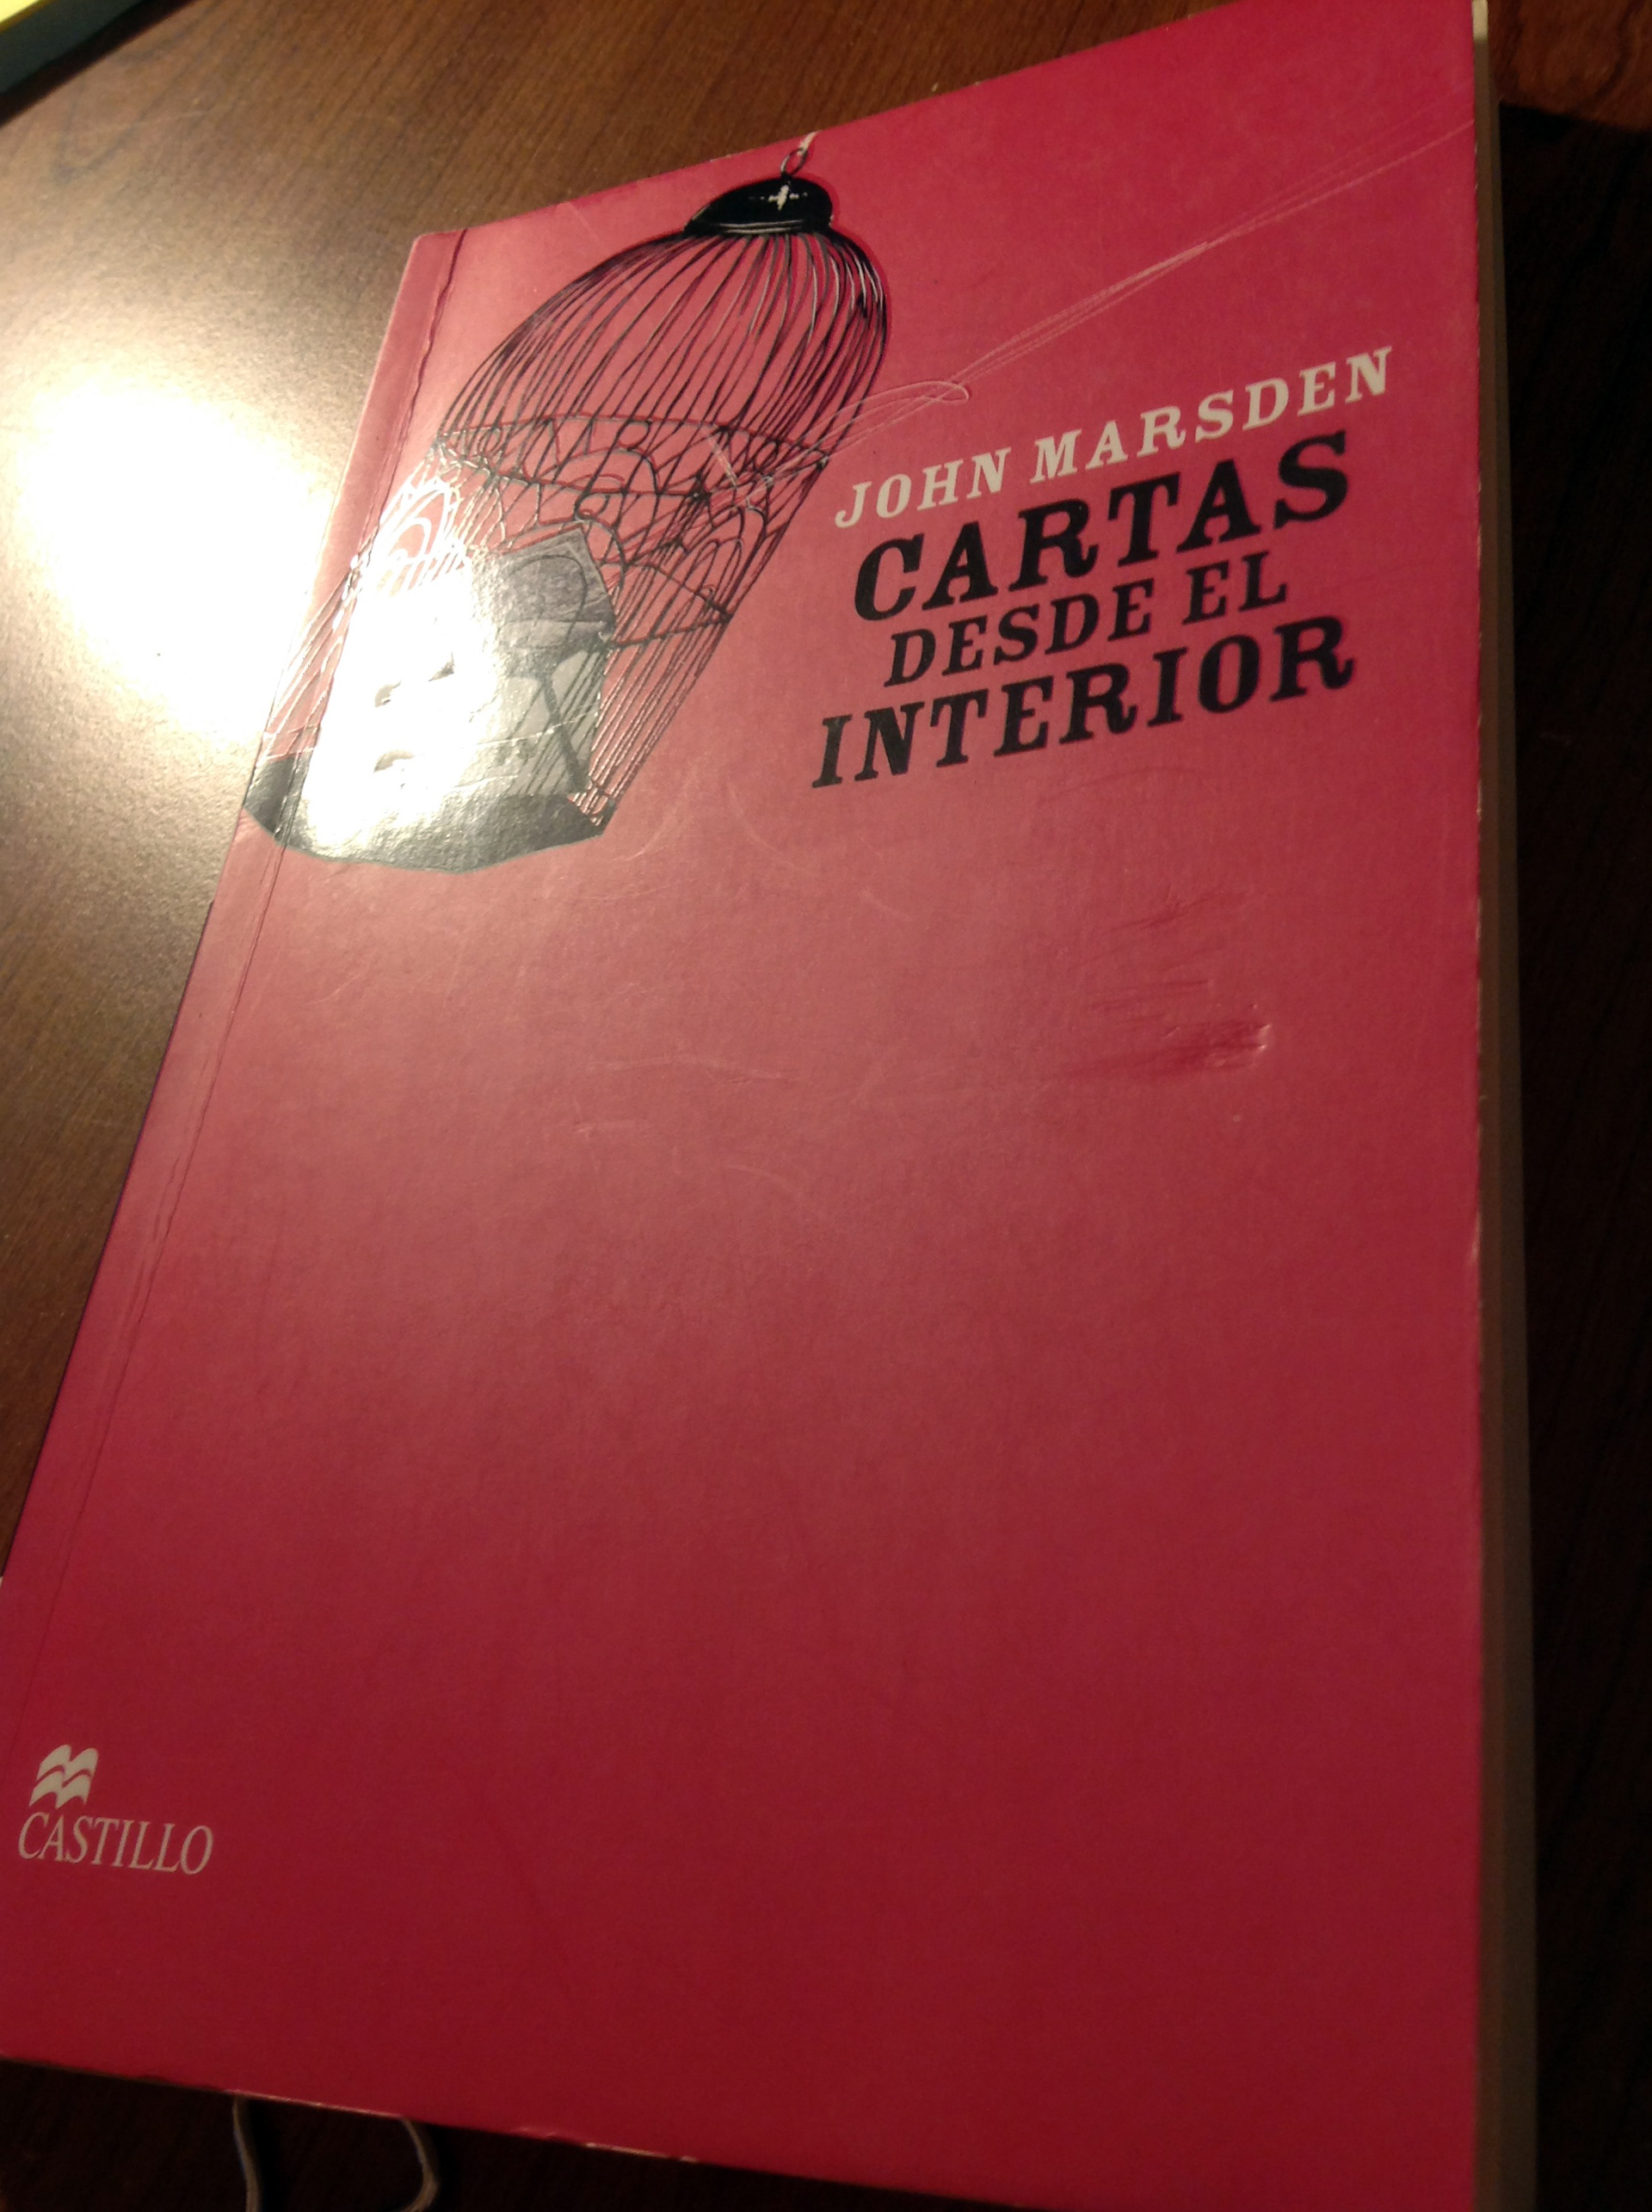 JOHN MARSDEN
CARTAS
DESDE EL
INTERIOR
CASTILLO